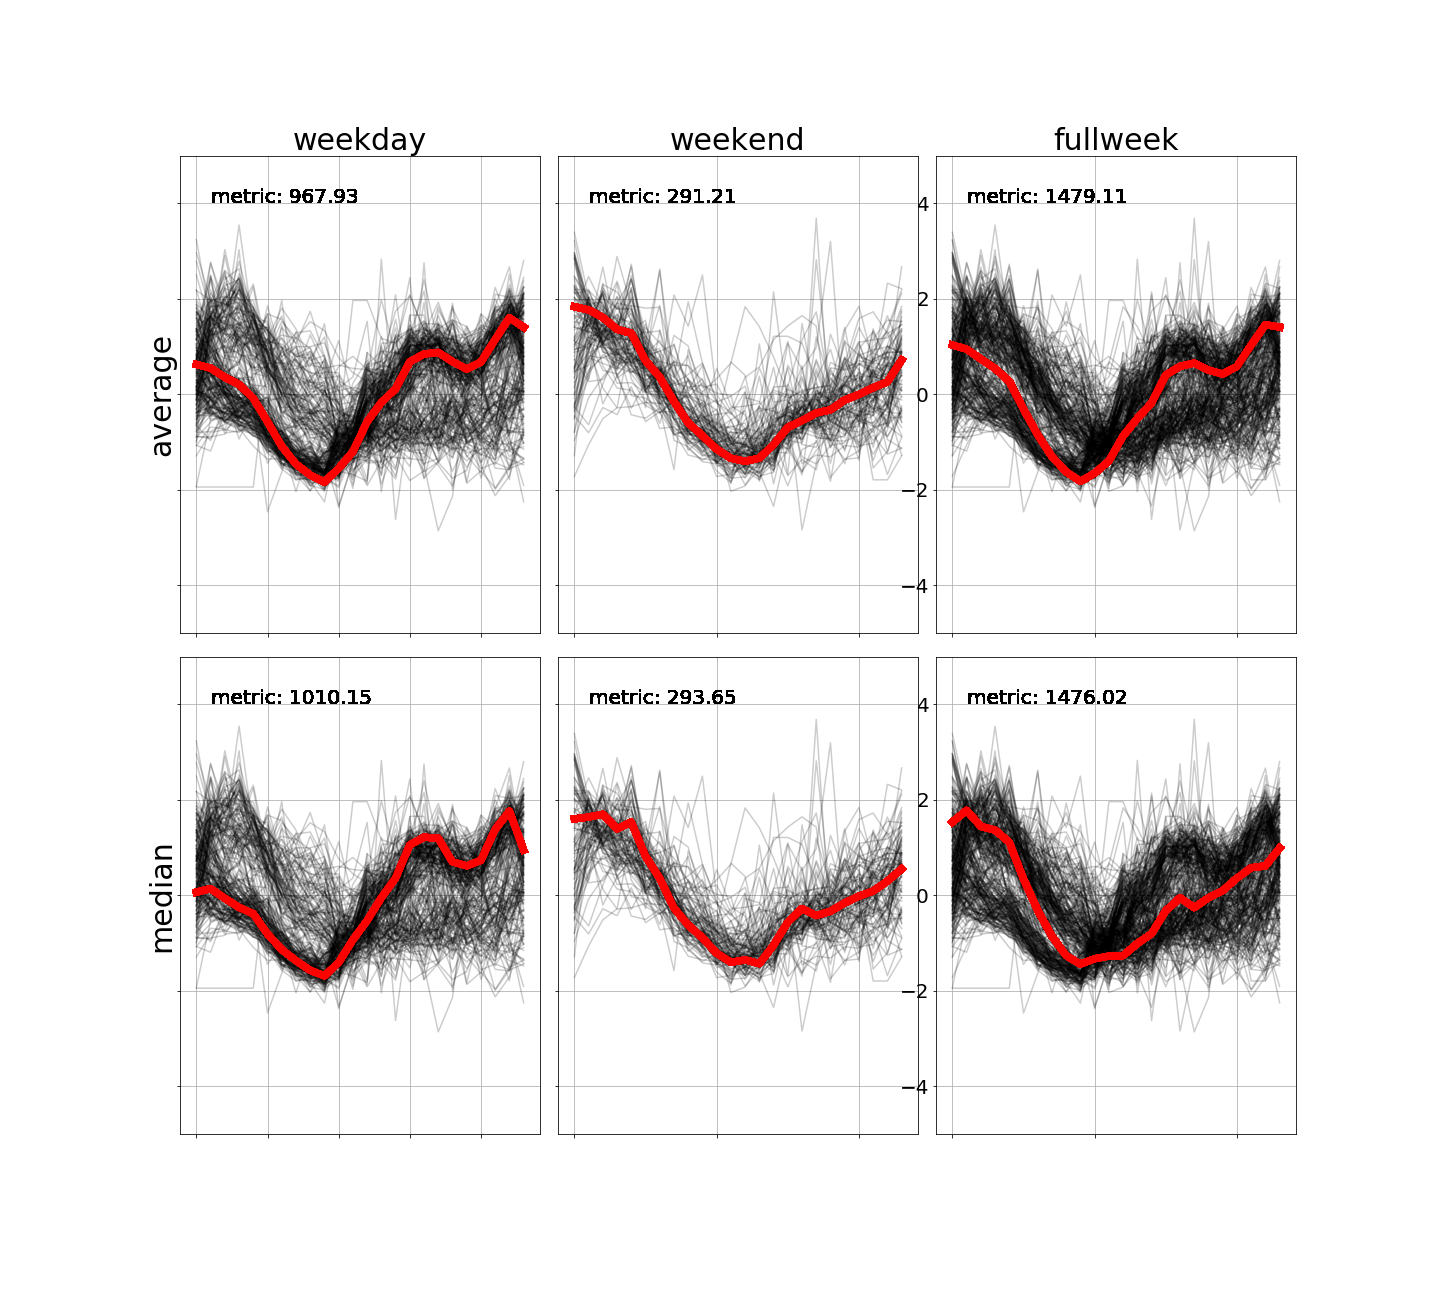 weekday weekend fullweek
average
metric: 967.93
metric: 291.21
metric: 1479.11
4
2
0
−2
−4
median
metric: 1010.15
metric: 293.65
metric: 1476.02
4
2
0
−2
−4